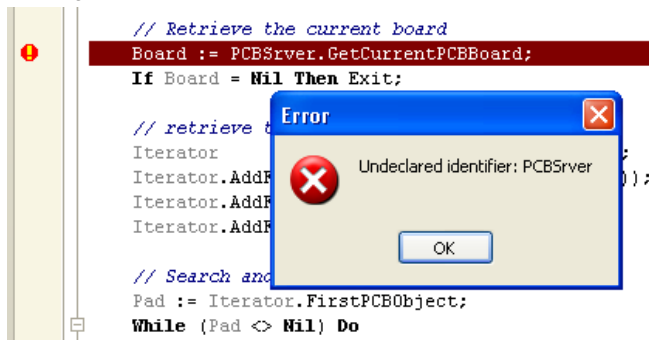 // Retrieve the current board
Board := PCBSrver.GetCurrentPCBBoard;
If Board = Nil Then Exit;
// retrieve t
Iterator ;
Iterator.AddF ));
Iterator.AddF
Iterator.AddF
Error
Undeclared identifier: PCBSrver
OK
// Search and
Pad := Iterator.FirstPCBObject;
While (Pad <> Nil) Do